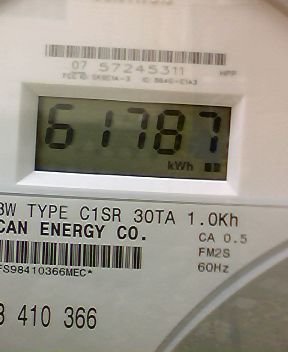 07 57245311 NPP
61787
kWh
3W TYPE C1SR 30TA 1.0Kh
CAN ENERGY CO.
CA 0.5
FM2S
FS98410366MEC*
60Hz
410 366